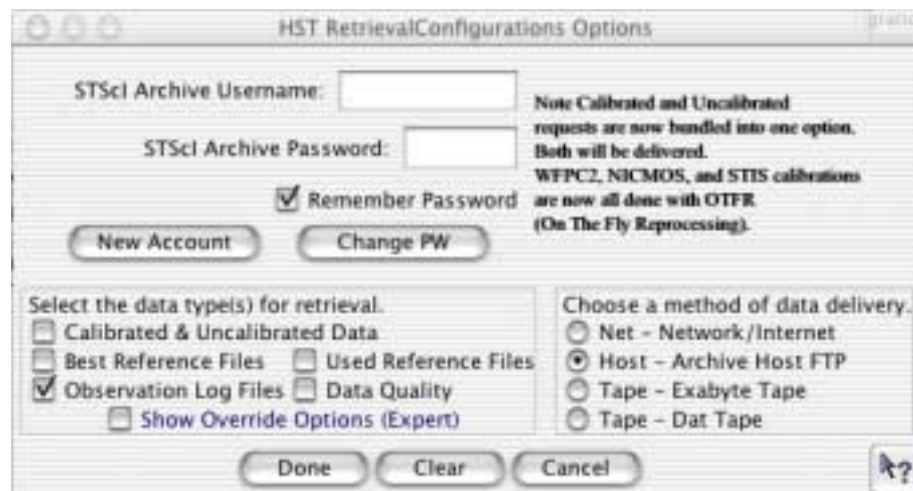 HST RetrievalConfigurations Options
STScI Archive Username:
STScI Archive Password:
Remember Password
New Account
Change PW
Note Calibrated and Uncalibrated
requests are now bundled into one option.
Both will be delivered.
WFPC2, NICMOS, and STIS calibrations
are now all done with OTFR
(On The Fly Reprocessing).
Select the data type(s) for retrieval.
Calibrated & Uncalibrated Data
Best Reference Files
Used Reference Files
Observation Log Files
Data Quality
Show Override Options (Expert)
Choose a method of data delivery.
Net - Network/Internet
Host - Archive Host FTP
Tape - Exabyte Tape
Tape - Dat Tape
Done
Clear
Cancel
?